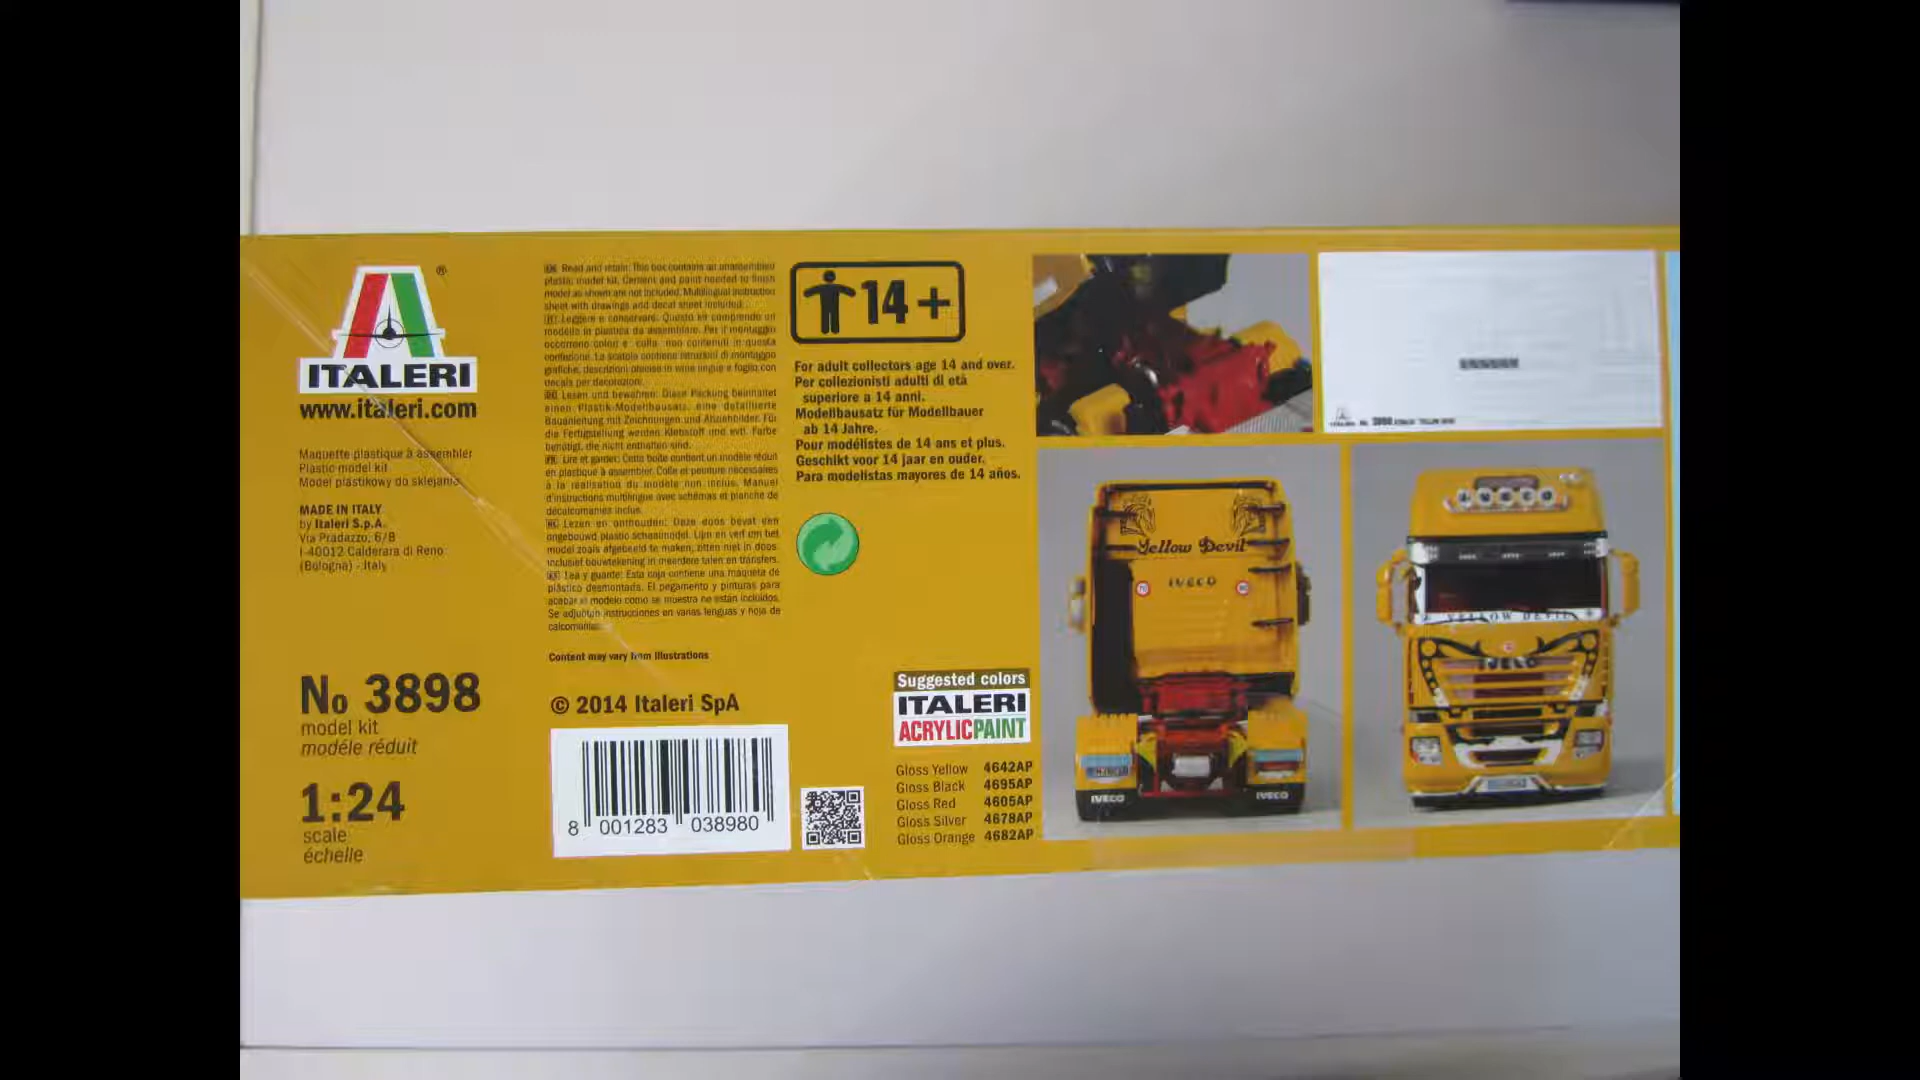 ®
ITALERI
www.italeri.com
Maquette plastique à assembler
Plastic model kit
Model plastikowy do sklejania
MADE IN ITALY
by Italeri S.p.A.
Via Pradazzo, 6/B
I-40012 Calderara di Reno
(Bologna) - Italy
No 3898
model kit
modéle réduit
1:24
scale
échelle
Read and retain: This box contains an unassembled
plastic model kit. Cement and paint needed to finish
model as shown are not included. Multilingual instruction
sheet with drawings and decal sheet included.
Leggere e conservare: Questo kit comprende un
modello in plastica da assemblare. Per il montaggio
occorrono colori e colla non contenuti in questa
confezione. La scatola contiene istruzioni di montaggio
grafiche, descrizioni in lingue e foglio con
decals per decorazione.
Lesen und bewahren: Diese Packung beinhaltet
einen Plastik-Modellbausatz, eine detaillierte
Bauanleitung mit Zeichnungen und Abziehbilder. Für
die Fertigstellung werden Klebstoff und evtl. Farbe
benötigt, die nicht enthalten sind.
Lire et garder: Cette boîte contient un modèle réduit
en plastique à assembler. Colle et peinture nécessaires
à la réalisation du modèle non inclus. Manuel
d'instructions multilingue avec schémas et planche de
décalcomanies inclus.
Lezen en onthouden: Deze doos bevat een
ongebouwd plastic schaalmodel. Lijm en verf om het
model zoals afgebeeld te maken, zitten niet in doos.
Inclusief bouwtekening in meerdere talen en transfers.
Lea y guarde: Esta caja contiene una maqueta de
plástico desmontada. El pegamento y pinturas para
acabar el modelo como se muestra no están incluidos.
Se adjuntan instrucciones en varias lenguas y hoja de
calcomanias.
Content may vary from illustrations
© 2014 Italeri SpA
8 001283 038980
14+
For adult collectors age 14 and over.
Per collezionisti adulti di età
superiore a 14 anni.
Modellbausatz für Modellbauer
ab 14 Jahre.
Pour modélistes de 14 ans et plus.
Geschikt voor 14 jaar en ouder.
Para modelistas mayores de 14 años.
Suggested colors
ITALERI
ACRYLICPAINT
Gloss Yellow 4642AP
Gloss Black 4695AP
Gloss Red 4605AP
Gloss Silver 4678AP
Gloss Orange 4682AP
3898
Yellow Devil
IVECO
70
80
IVECO
IVECO
IVECO
YELLOW DEVIL
IVECO